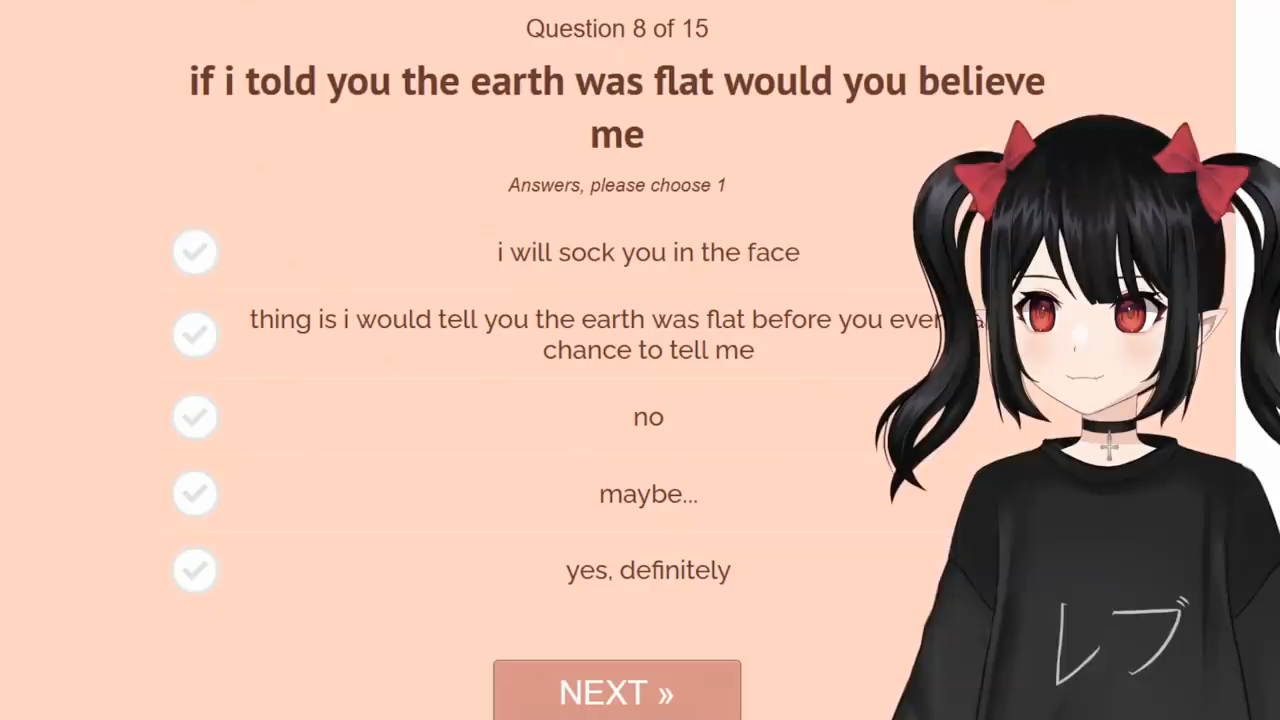 Question 8 of 15
if i told you the earth was flat would you believe
me
Answers, please choose 1
i will sock you in the face
thing is i would tell you the earth was flat before you ever
chance to tell me
no
maybe...
yes, definitely
NEXT »
レブ